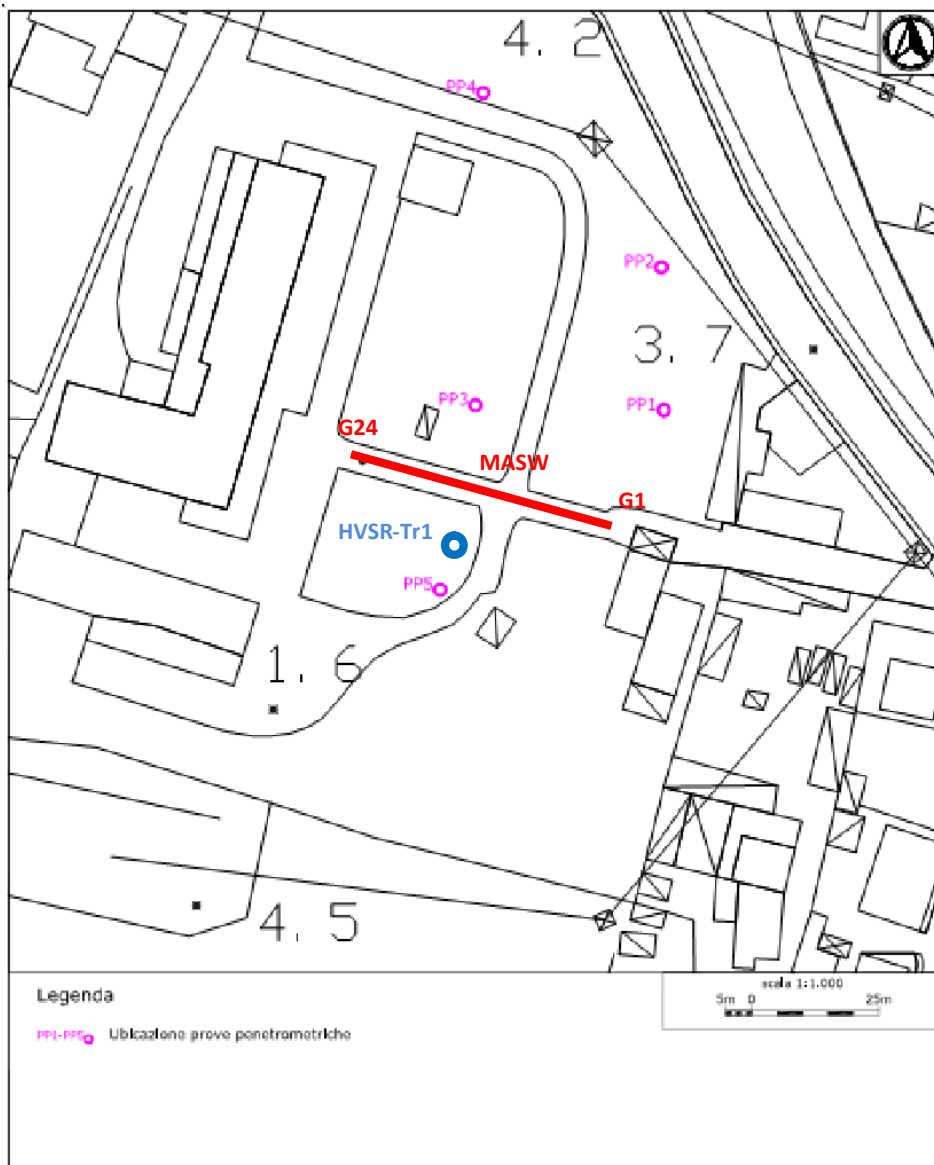 4. 2
PP4
PP2
3. 7
PP3
PP1
G24
MASW
G1
HVSR-Tr1
PP5
1. 6
4. 5
Legenda
scala 1:1.000
5m 0 25m
PP1-PP5 Ubicazione prove penetrometriche